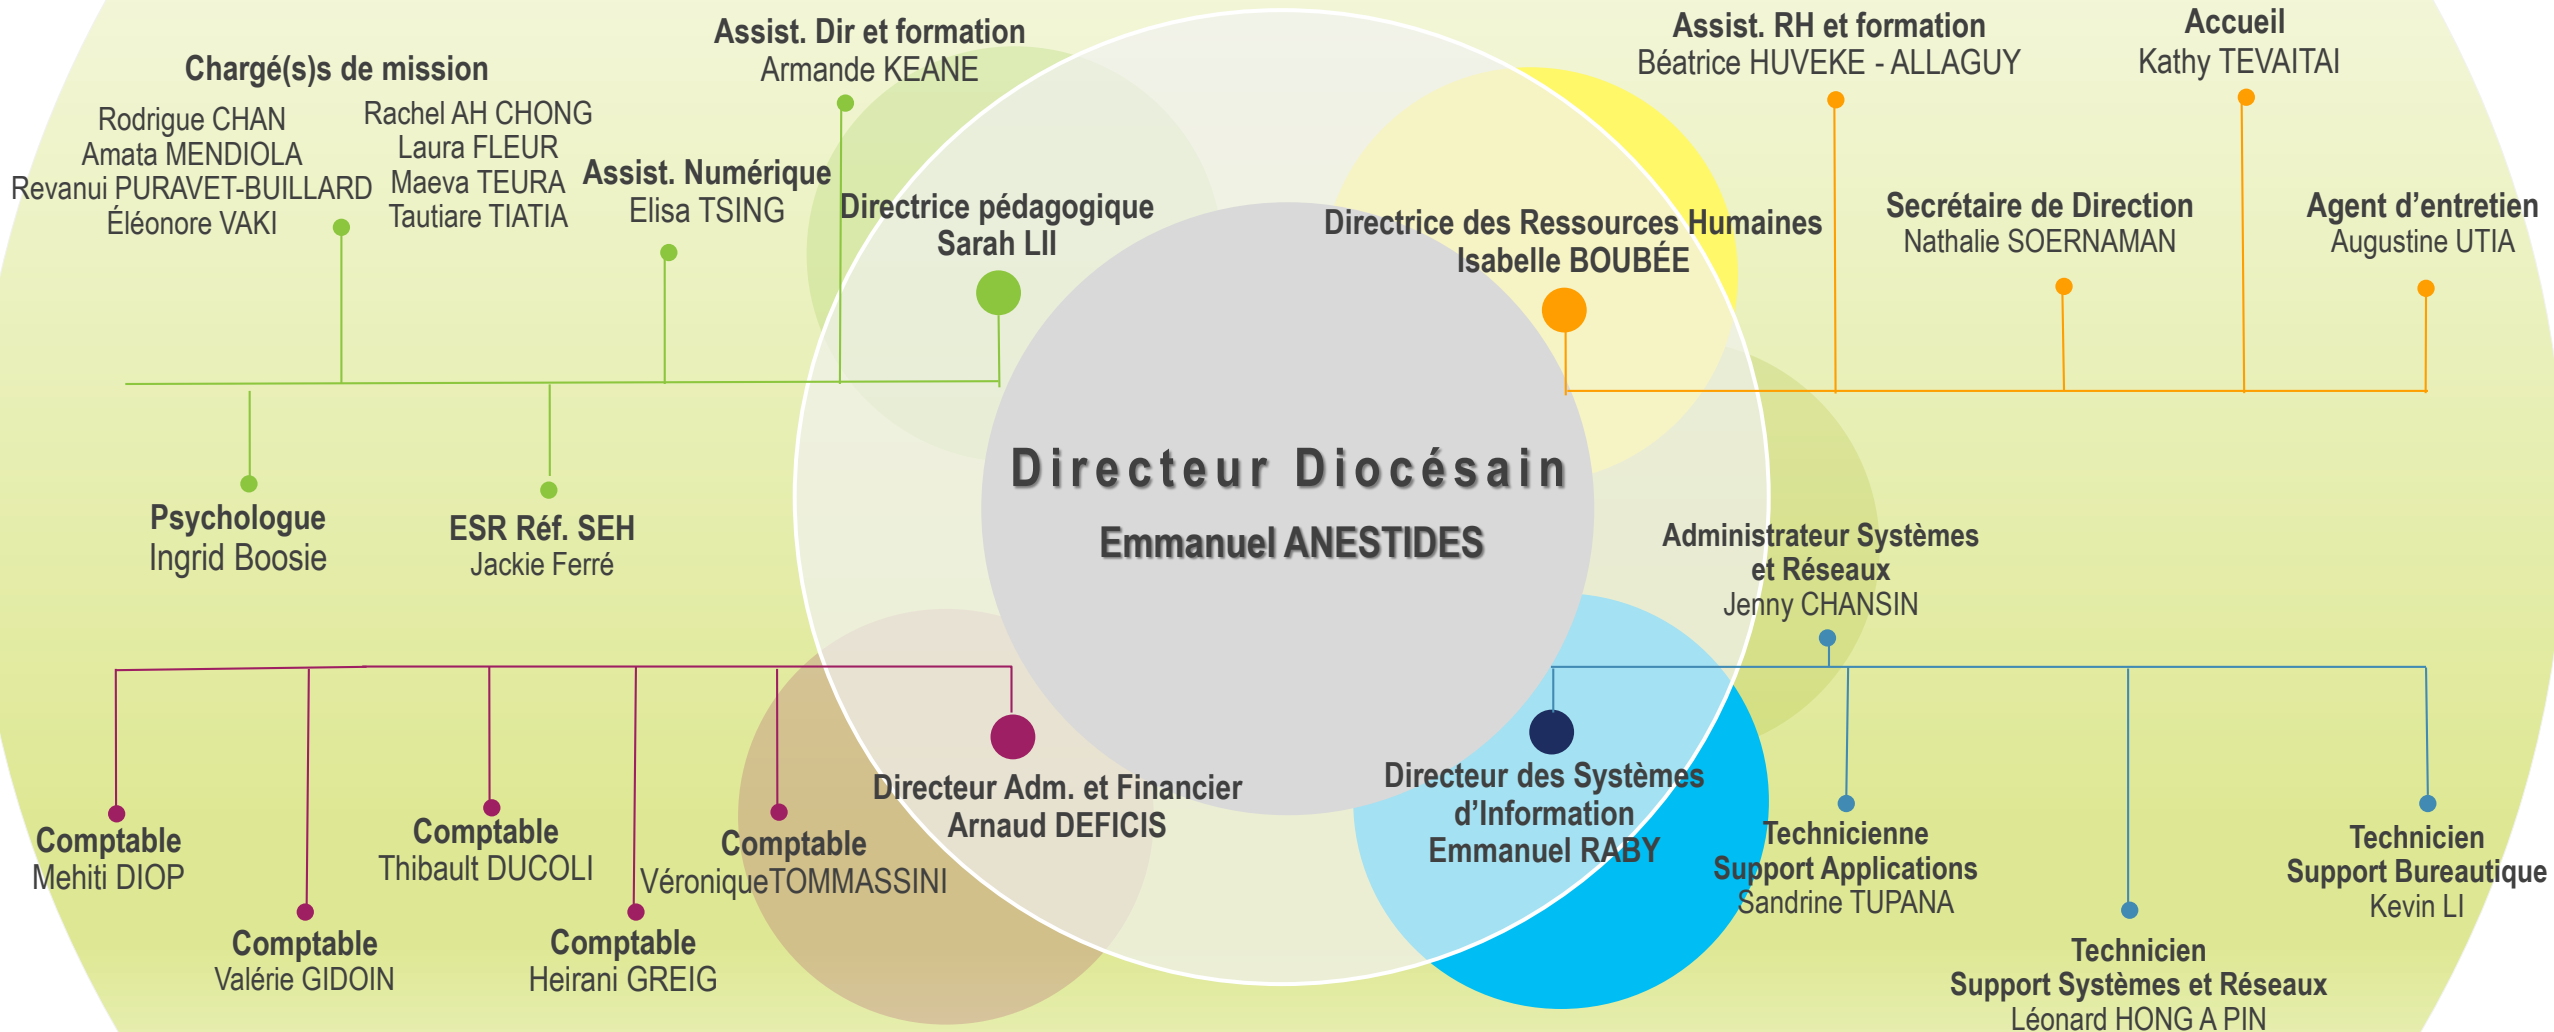 Chargé(s)s de mission
Rodrigue CHAN
Amata MENDIOLA
Revanui PURAVET-BUILLARD
Éléonore VAKI
Rachel AH CHONG
Laura FLEUR
Maeva TEURA
Tautiare TIATIA
Assist. Numérique
Elisa TSING
Assist. Dir et formation
Armande KEANE
Directrice pédagogique
Sarah LII
Psychologue
Ingrid Boosie
ESR Réf. SEH
Jackie Ferré
Assist. RH et formation
Béatrice HUVEKE - ALLAGUY
Accueil
Kathy TEVAITAI
Directrice des Ressources Humaines
Isabelle BOUBÉE
Secrétaire de Direction
Nathalie SOERNAMAN
Agent d’entretien
Augustine UTIA
Directeur Diocésain
Emmanuel ANESTIDES
Comptable
Mehiti DIOP
Comptable
Valérie GIDOIN
Comptable
Thibault DUCOLI
Comptable
Heirani GREIG
Comptable
VéroniqueTOMMASSINI
Directeur Adm. et Financier
Arnaud DEFICIS
Administrateur Systèmes
et Réseaux
Jenny CHANSIN
Directeur des Systèmes
d’Information
Emmanuel RABY
Technicienne
Support Applications
Sandrine TUPANA
Technicien
Support Systèmes et Réseaux
Léonard HONG A PIN
Technicien
Support Bureautique
Kevin LI